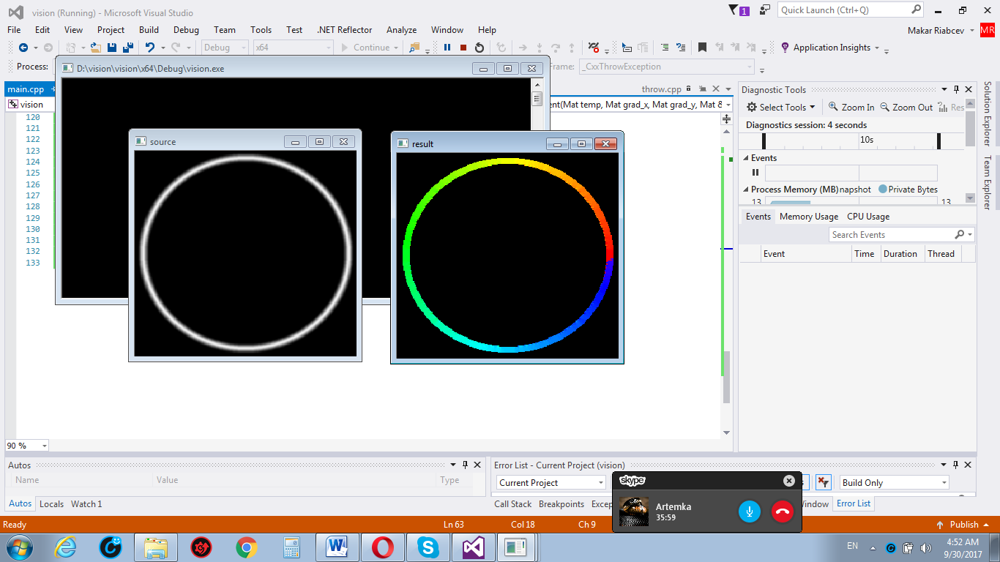 vision (Running) - Microsoft Visual Studio
1
Quick Launch (Ctrl+Q)
File Edit View Project Build Debug Team Tools Test .NET Reflector Analyze Window Help
Makar Riabcev
MR
Debug x64 Continue
Application Insights
Process:
D:\vision\vision\x64\Debug\vision.exe
_CxxThrowException
main.cpp
throw.cpp
vision
ent(Mat temp, Mat grad_x, Mat grad_y, Mat &
120
121
122
123
124
125
126
127
128
129
130
131
132
133
source
result
90 %
Diagnostic Tools
Select Tools Zoom In Zoom Out Res
Diagnostics session: 4 seconds
10s
Events
Process Memory (MB) napshot Private Bytes
13 13
Events Memory Usage CPU Usage
Search Events
Event Time Duration Thread
Solution Explorer
Team Explorer
Autos
Name Value Type
Autos Locals Watch 1
Error List - Current Project (vision)
Current Project
Build Only
Call Stack Breakpoints Excep
indow Error List
skype
Artemka
35:59
Ready Ln 63 Col 18 Ch 9 Publish
EN
4:52 AM
9/30/2017